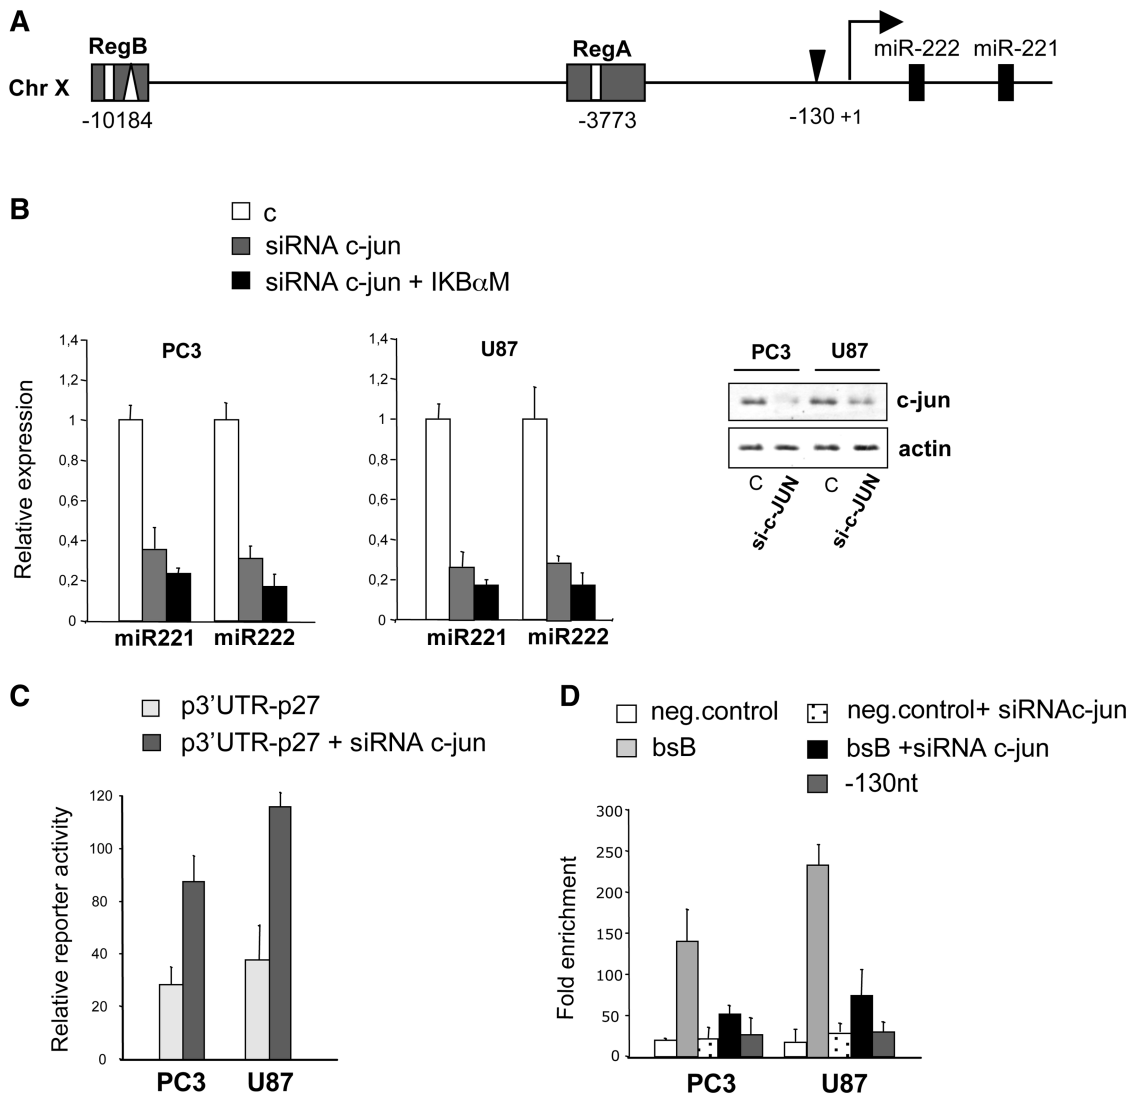 A
RegB
RegA
miR-222
miR-221
Chr X
-10184
-3773
-130
+1
B
c
siRNA c-jun
siRNA c-jun + IKBαM
Relative expression
PC3
1,4
1,2
1
0,8
0,6
0,4
0,2
0
miR221
miR222
U87
1,4
1,2
1
0,8
0,6
0,4
0,2
0
miR221
miR222
PC3
U87
c-jun
actin
C
si-c-JUN
C
si-c-JUN
C
p3’UTR-p27
p3’UTR-p27 + siRNA c-jun
Relative reporter activity
120
100
80
40
20
0
PC3
U87
D
neg.control
neg.control+ siRNAc-jun
bsB
bsB +siRNA c-jun
-130nt
Fold enrichment
300
250
200
150
100
50
0
PC3
U87